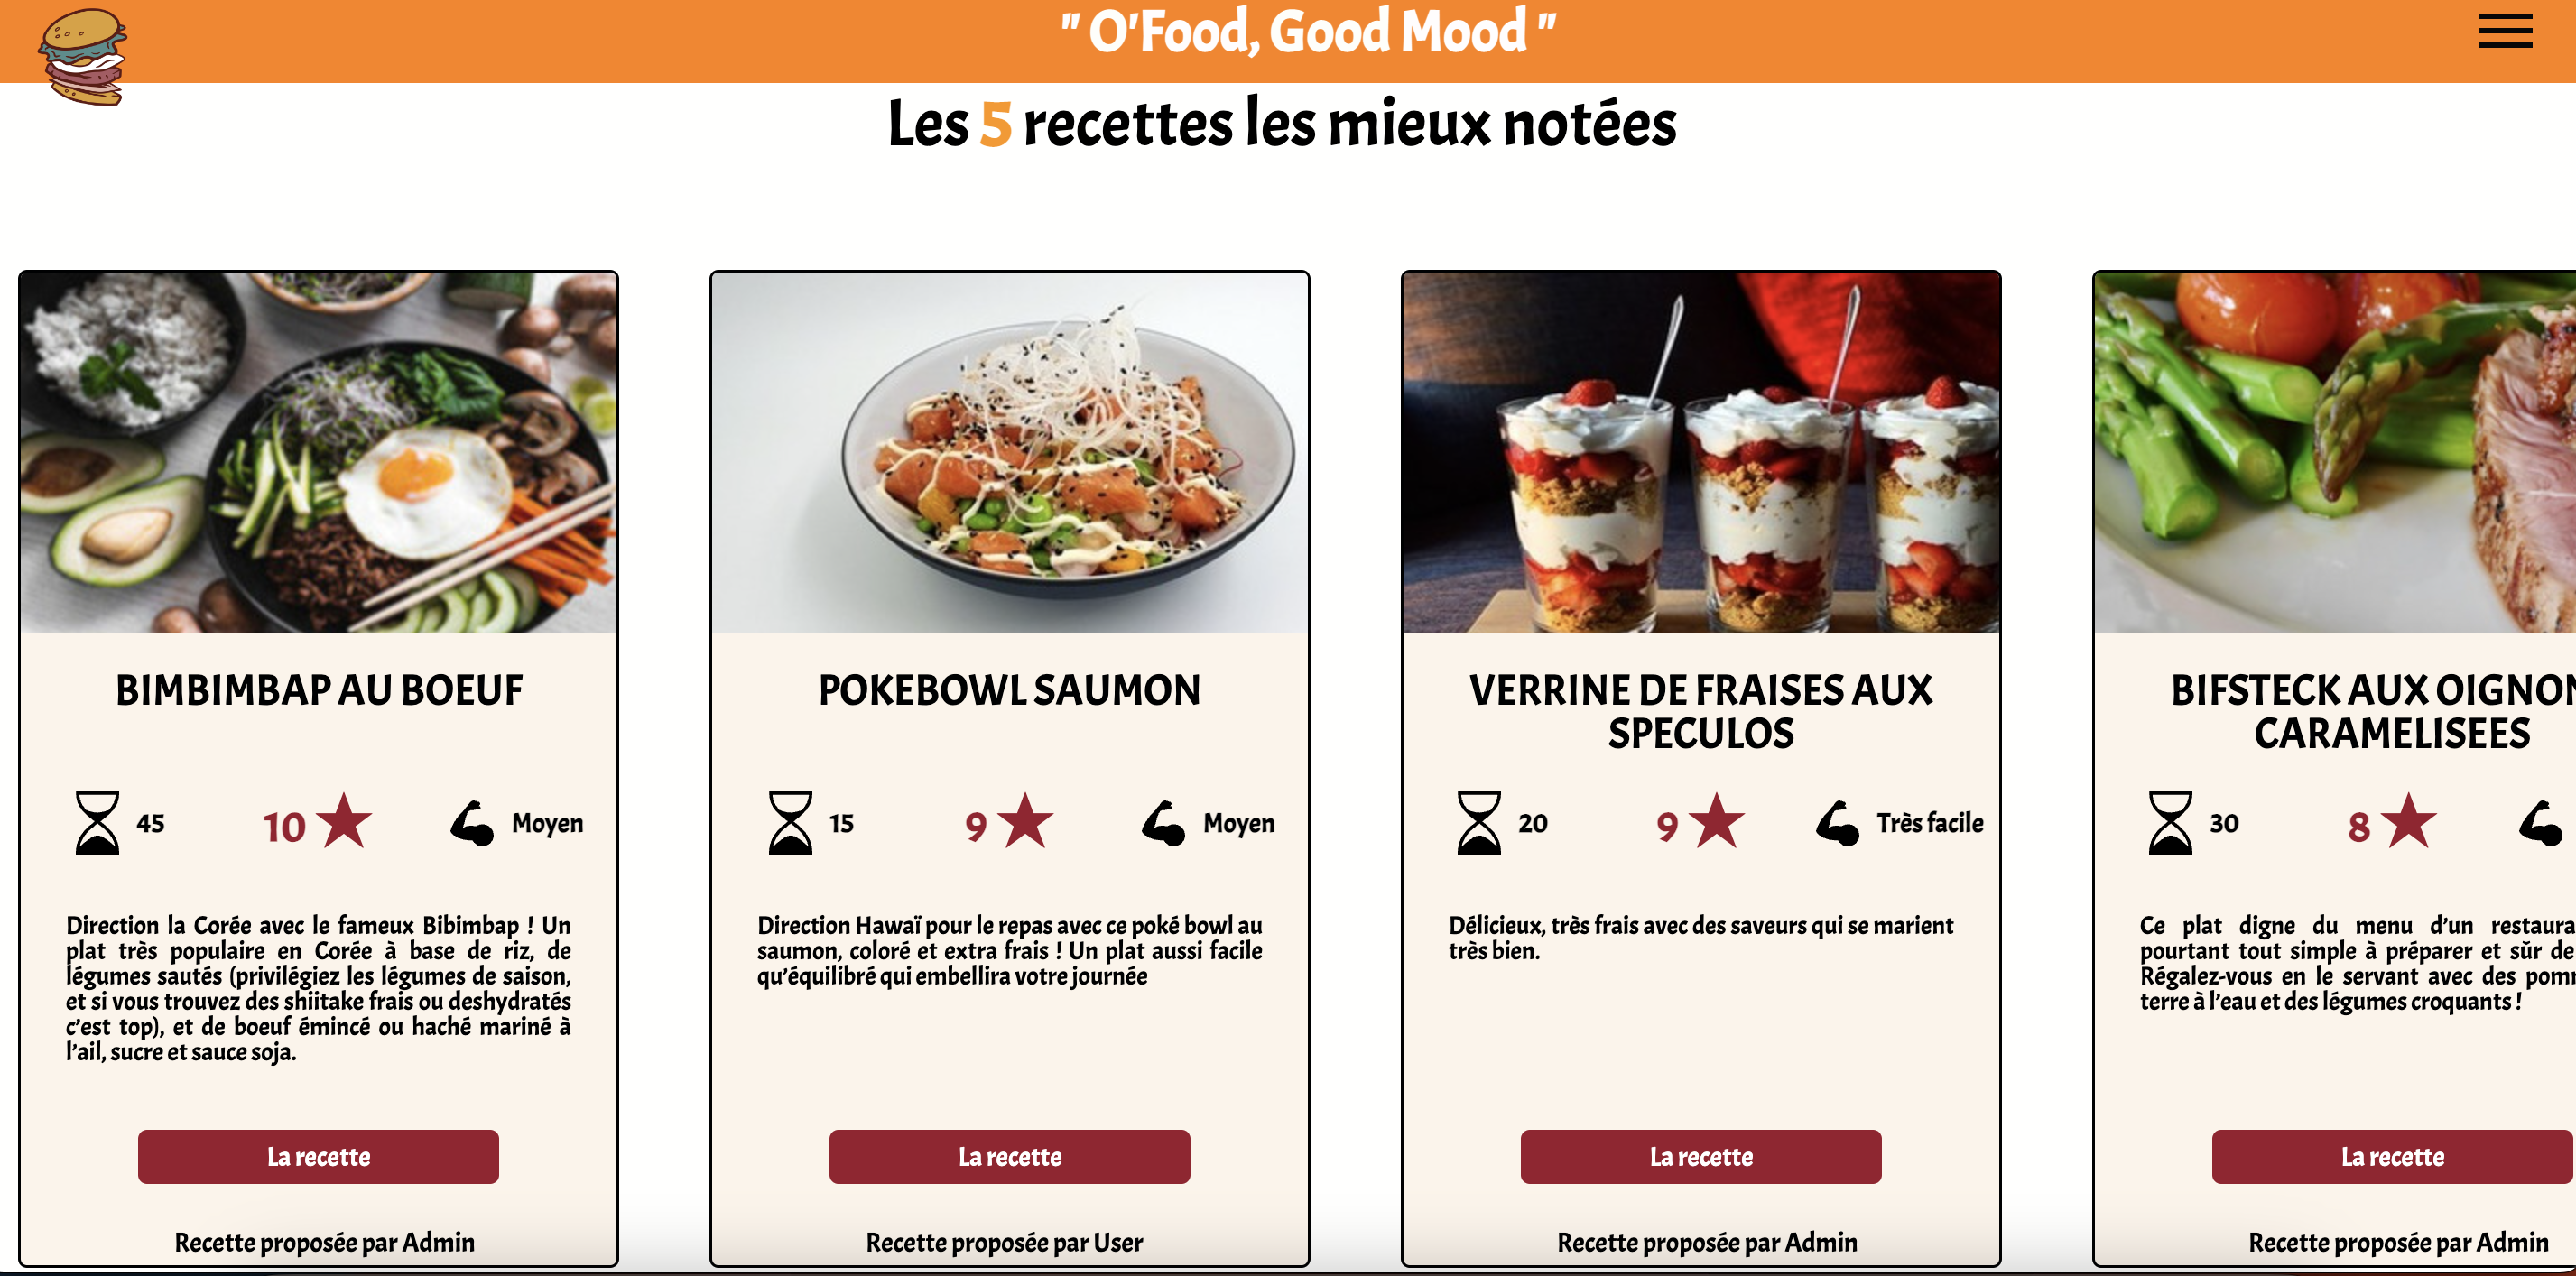 " O'Food, Good Mood "
Les 5 recettes les mieux notées
BIMBIMBAP AU BOEUF
45
10
Moyen
Direction la Corée avec le fameux Bibimbap ! Un
plat très populaire en Corée à base de riz, de
légumes sautés (privilégiez les légumes de saison,
et si vous trouvez des shiitake frais ou deshydratés
c'est top), et de boeuf émincé ou haché mariné à
l'ail, sucre et sauce soja.
La recette
Recette proposée par Admin
POKEBOWL SAUMON
15
9
Moyen
Direction Hawaï pour le repas avec ce poké bowl au
saumon, coloré et extra frais ! Un plat aussi facile
qu'équilibré qui embellira votre journée
La recette
Recette proposée par User
VERRINE DE FRAISES AUX
SPECULOS
20
9
Très facile
Délicieux, très frais avec des saveurs qui se marient
très bien.
La recette
Recette proposée par Admin
BIFSTECK AUX
CARAMELISEES
30
8
Ce plat digne du menu d'un
pourtant tout simple à préparer et sûr de
Régalez-vous en le servant avec des
terre à l'eau et des légumes croquants !
La recette
Recette proposée par Admin